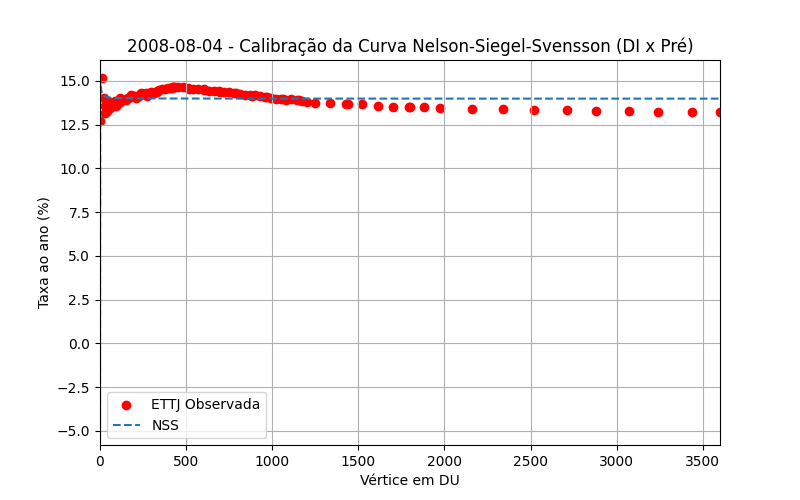 2008-08-04 - Calibração da Curva Nelson-Siegel-Svensson (DI x Pré)
Taxa ao ano (%)
15.0
12.5
10.0
7.5
5.0
2.5
0.0
−2.5
−5.0
ETTJ Observada
NSS
0 500 1000 1500 2000 2500 3000 3500
Vértice em DU